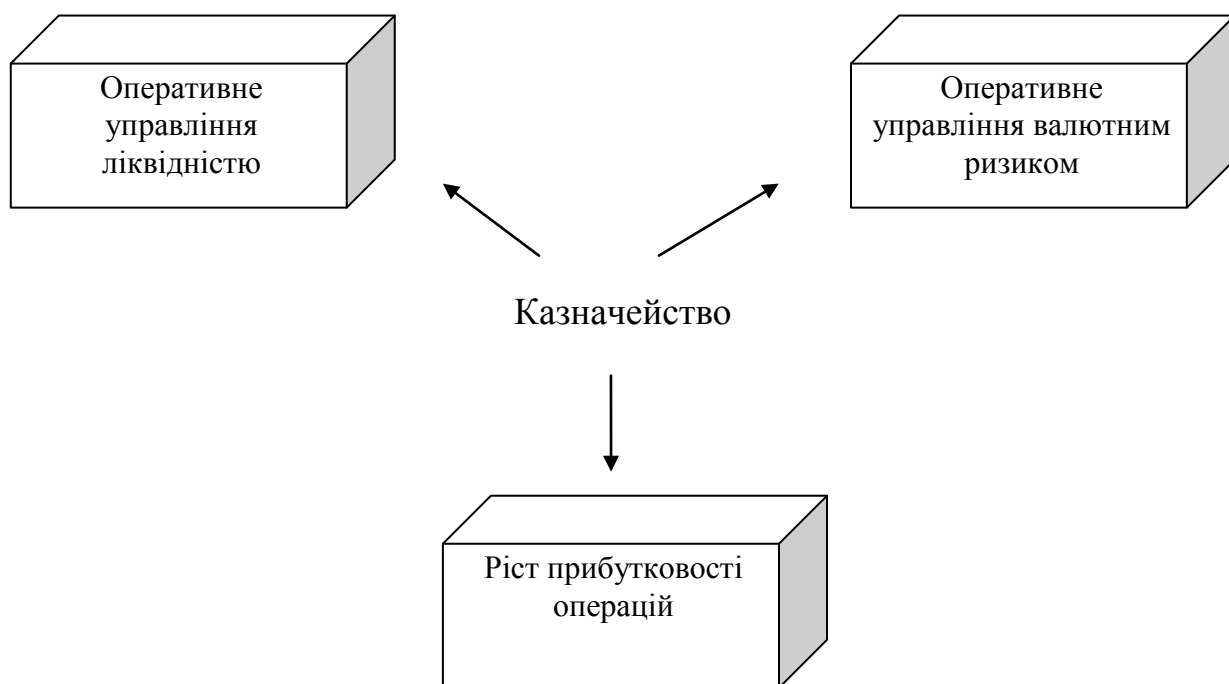 Оперативне
управління
ліквідністю
Оперативне
управління валютним
ризиком
Казначейство
Ріст прибутковості
операцій